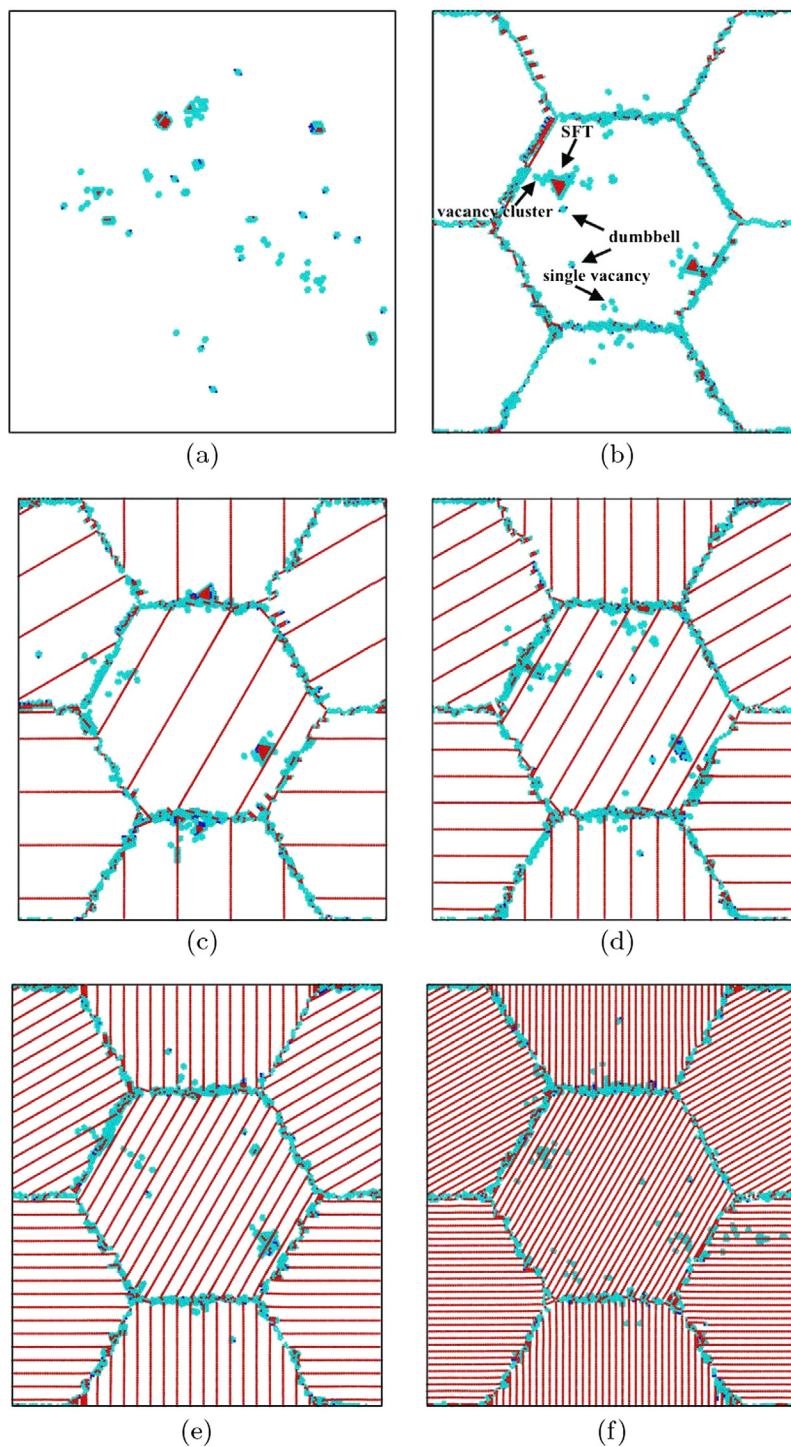 (a)
SFT
vacancy cluster
dumbbell
single vacancy
(b)
(c)
(d)
(e)
(f)